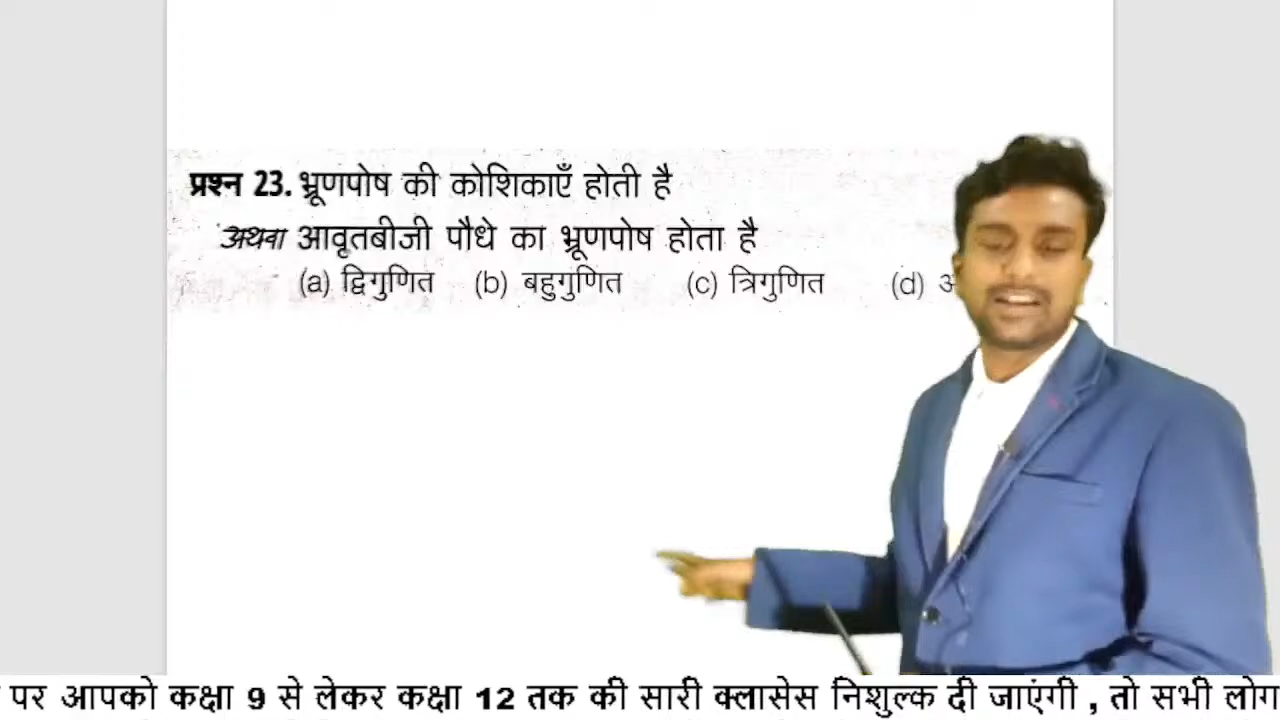 प्रश्न 23. भ्रूणपोष की कोशिकाएँ होती है
अथवा आवृतबीजी पौधे का भ्रूणपोष होता है
(a) द्विगुणित (b) बहुगुणित (c) त्रिगुणित (d)
पर आपको कक्षा 9 से लेकर कक्षा 12 तक की सारी क्लासेस निशुल्क दी जाएंगी , तो सभी लोग